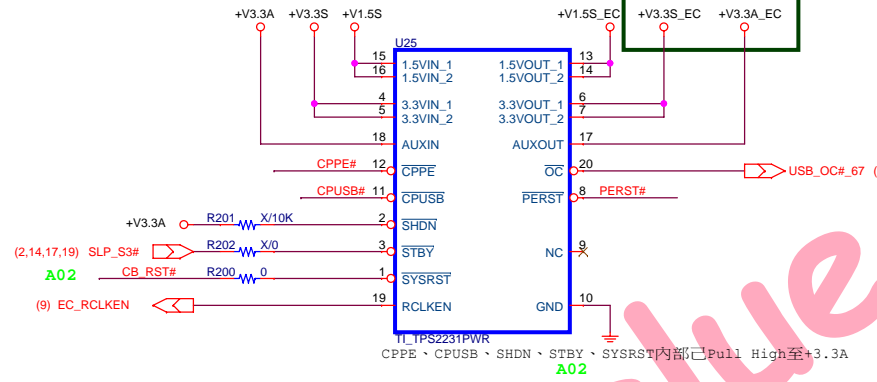 +V3.3A +V3.3S +V1.5S +V1.5S_EC +V3.3S_EC +V3.3A_EC
U25
15 1.5VIN_1 1.5VOUT_1 13
16 1.5VIN_2 1.5VOUT_2 14
4 3.3VIN_1 3.3VOUT_1 6
5 3.3VIN_2 3.3VOUT_2 7
18 AUXIN AUXOUT 17
CPPE# 12 CPPE OC 20 USB_OC#_67 (
CPUSB# 11 CPUSB PERST 8 PERST#
+V3.3A R201 X/10K 2 SHDN
(2,14,17,19) SLP_S3# R202 X/0 3 STBY NC 9
A02 CB_RST# R200 0 1 SYSRST
(9) EC_RCLKEN 19 RCLKEN GND 10
TI_TPS2231PWR
CPPE、CPUSB、SHDN、STBY、SYSRST內部已Pull High至+3.3A
A02